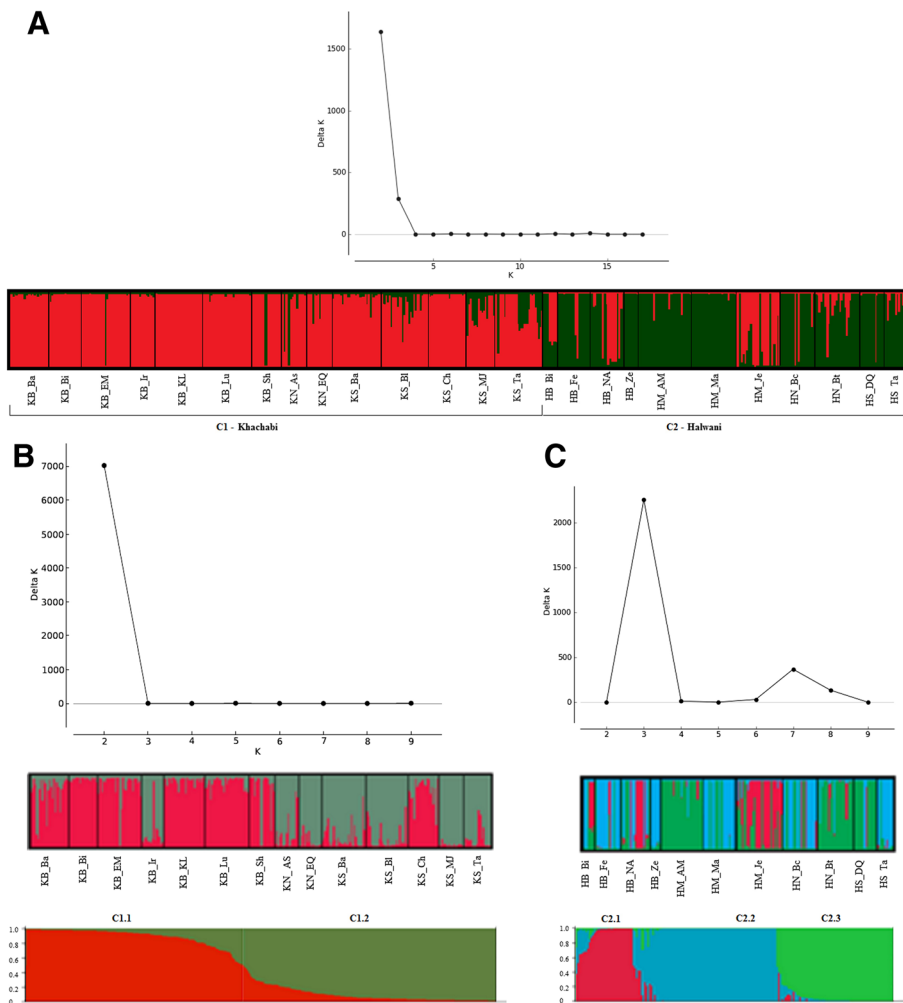 A
1500
1000
500
0
Delta K
5 10 15
K
KB_Ba KB_Bi KB_EM KB_Ir KB_KL KB_Lu KB_Sh KN_As KN_EQ KS_Ba KS_Bl KS_Ch KS_MJ KS_Ta HB_Bi HB_Fe HB_NA HB_Ze HM_AM HM_Ma HM_Je HN_Bc HN_Bt HS_DQ HS_Ta
C1 - Khachabi C2 - Halwani
B
7000
6000
5000
4000
3000
2000
1000
0
Delta K
2 3 4 5 6 7 8 9
K
KB_Ba KB_Bi KB_EM KB_Ir KB_KL KB_Lu KB_Sh KN_AS KN_EQ KS_Ba KS_Bl KS_Ch KS_MJ KS_Ta
C1.1 C1.2
1.0
0.8
0.6
0.4
0.2
0
C
2000
1500
1000
500
0
Delta K
2 3 4 5 6 7 8 9
HB_Bi HB_Fe HB_NA HB_Ze HM_AM HM_Ma HM_Je HN_Bc HN_Bt HS_DQ HS_Ta
C2.1 C2.2 C2.3
1.0
0.8
0.6
0.4
0.2
0